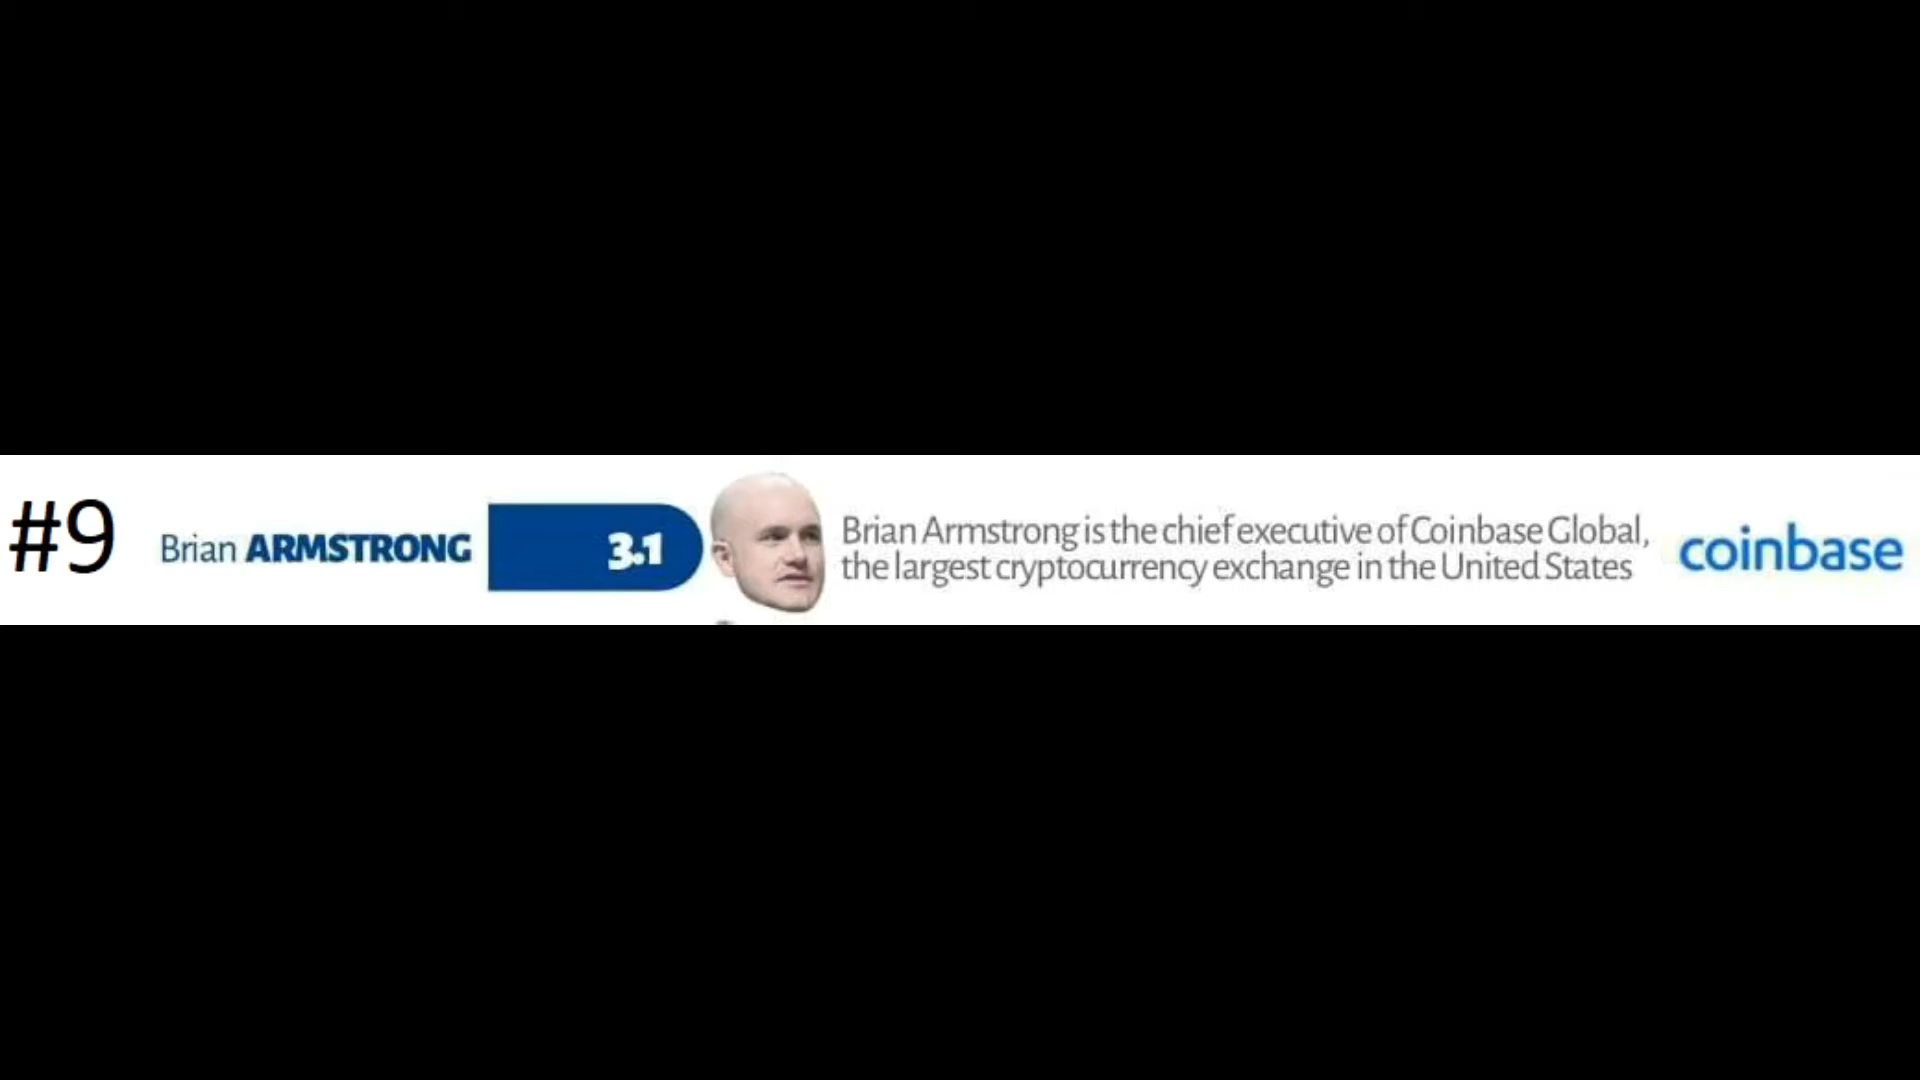 #9
Brian ARMSTRONG
3.1
Brian Armstrong is the chief executive of Coinbase Global,
the largest cryptocurrency exchange in the United States
coinbase